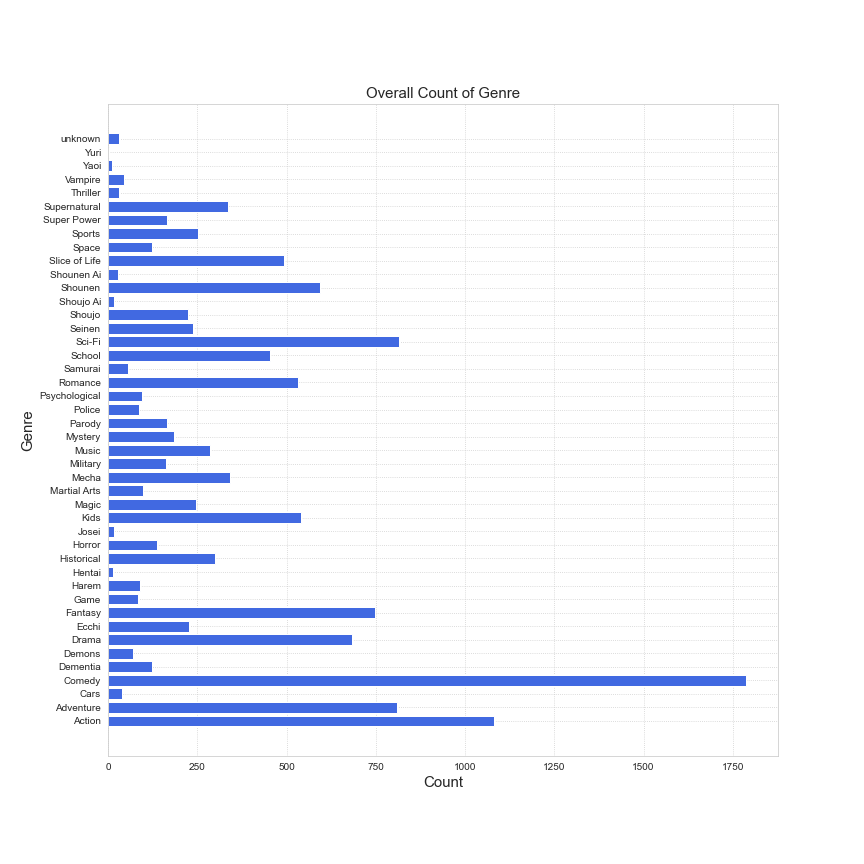 Overall Count of Genre
unknown
Yuri
Yaoi
Vampire
Thriller
Supernatural
Super Power
Sports
Space
Slice of Life
Shounen Ai
Shounen
Shoujo Ai
Shoujo
Seinen
Sci-Fi
School
Samurai
Romance
Psychological
Police
Parody
Mystery
Music
Military
Mecha
Martial Arts
Magic
Kids
Josei
Horror
Historical
Hentai
Harem
Game
Fantasy
Ecchi
Drama
Demons
Dementia
Comedy
Cars
Adventure
Action
Genre
0 250 500 750 1000 1250 1500 1750
Count